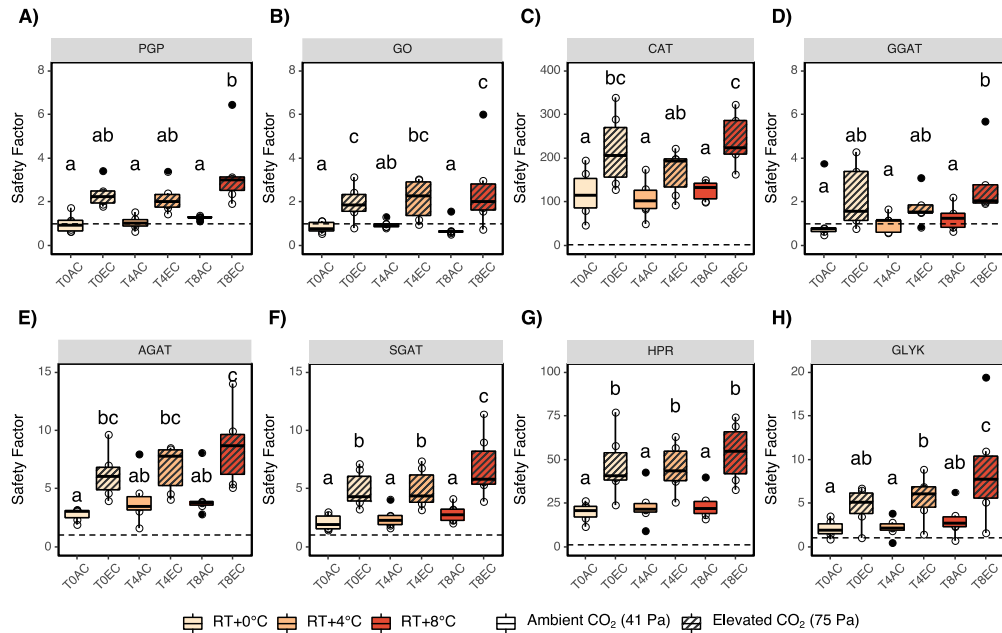 A)
PGP
Safety Factor
8
6
4
2
0
a
ab
a
ab
a
b
T0AC
T0EC
T4AC
T4EC
T8AC
T8EC
B)
GO
Safety Factor
8
6
4
2
0
a
c
ab
bc
a
c
T0AC
T0EC
T4AC
T4EC
T8AC
T8EC
C)
CAT
Safety Factor
400
300
200
100
0
a
bc
a
ab
a
c
T0AC
T0EC
T4AC
T4EC
T8AC
T8EC
D)
GGAT
Safety Factor
8
6
4
2
0
a
ab
a
ab
a
b
T0AC
T0EC
T4AC
T4EC
T8AC
T8EC
E)
AGAT
Safety Factor
15
10
5
0
a
bc
ab
bc
ab
c
T0AC
T0EC
T4AC
T4EC
T8AC
T8EC
F)
SGAT
Safety Factor
15
10
5
0
a
b
a
b
a
c
T0AC
T0EC
T4AC
T4EC
T8AC
T8EC
G)
HPR
Safety Factor
100
75
50
25
0
a
b
a
b
a
b
T0AC
T0EC
T4AC
T4EC
T8AC
T8EC
H)
GLYK
Safety Factor
20
15
10
5
0
a
ab
a
b
ab
c
T0AC
T0EC
T4AC
T4EC
T8AC
T8EC
RT+0°C RT+4°C RT+8°C Ambient CO₂ (41 Pa) Elevated CO₂ (75 Pa)